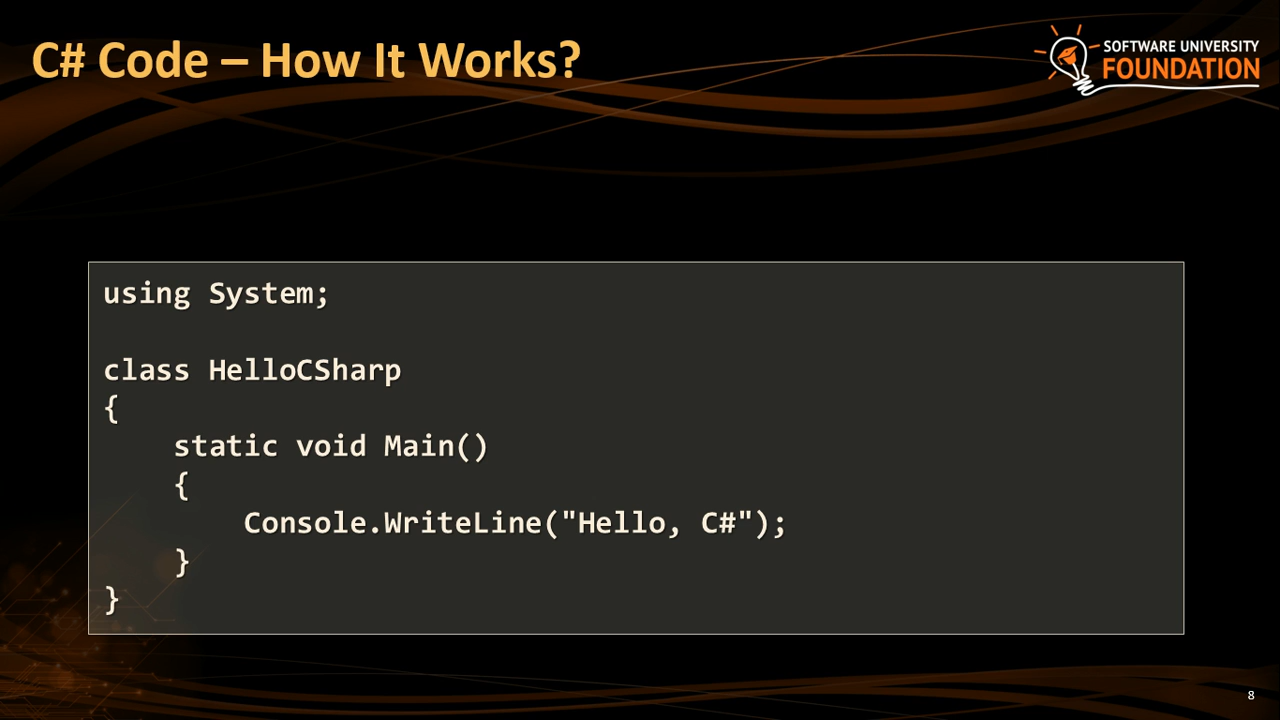 C# Code – How It Works?
SOFTWARE UNIVERSITY
FOUNDATION
using System;
class HelloCSharp
{
static void Main()
{
Console.WriteLine("Hello, C#");
}
}
8